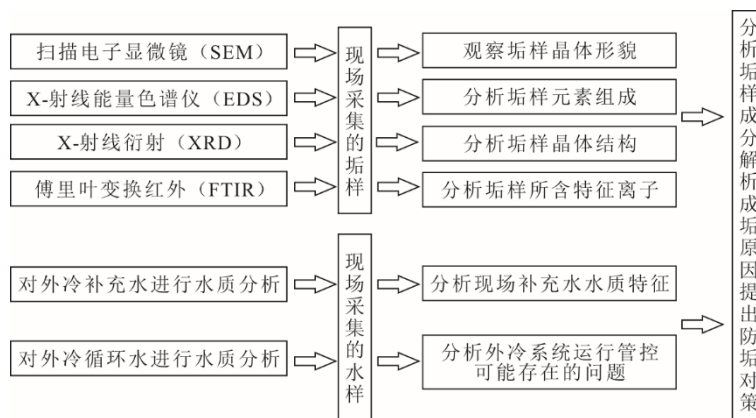 扫描电子显微镜（SEM）
X-射线能量色谱仪（EDS）
X-射线衍射（XRD）
傅里叶变换红外（FTIR）
现场采集的垢样
观察垢样晶体形貌
分析垢样元素组成
分析垢样晶体结构
分析垢样所含特征离子
对外冷补充水进行水质分析
对外冷循环水进行水质分析
现场采集的水样
分析现场补充水水质特征
分析外冷系统运行管控
可能存在的问题
分析垢样成分解析成垢原因提出防垢对策